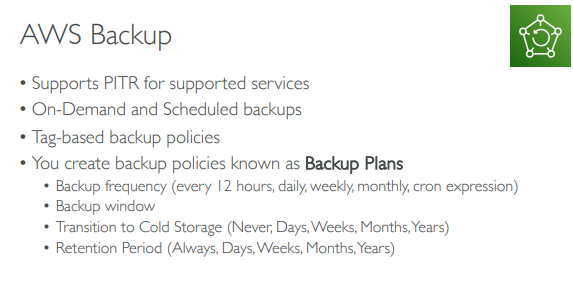 AWS Backup
• Supports PITR for supported services
• On-Demand and Scheduled backups
• Tag-based backup policies
• You create backup policies known as Backup Plans
• Backup frequency (every 12 hours, daily, weekly, monthly, cron expression)
• Backup window
• Transition to Cold Storage (Never, Days, Weeks, Months, Years)
• Retention Period (Always, Days, Weeks, Months, Years)